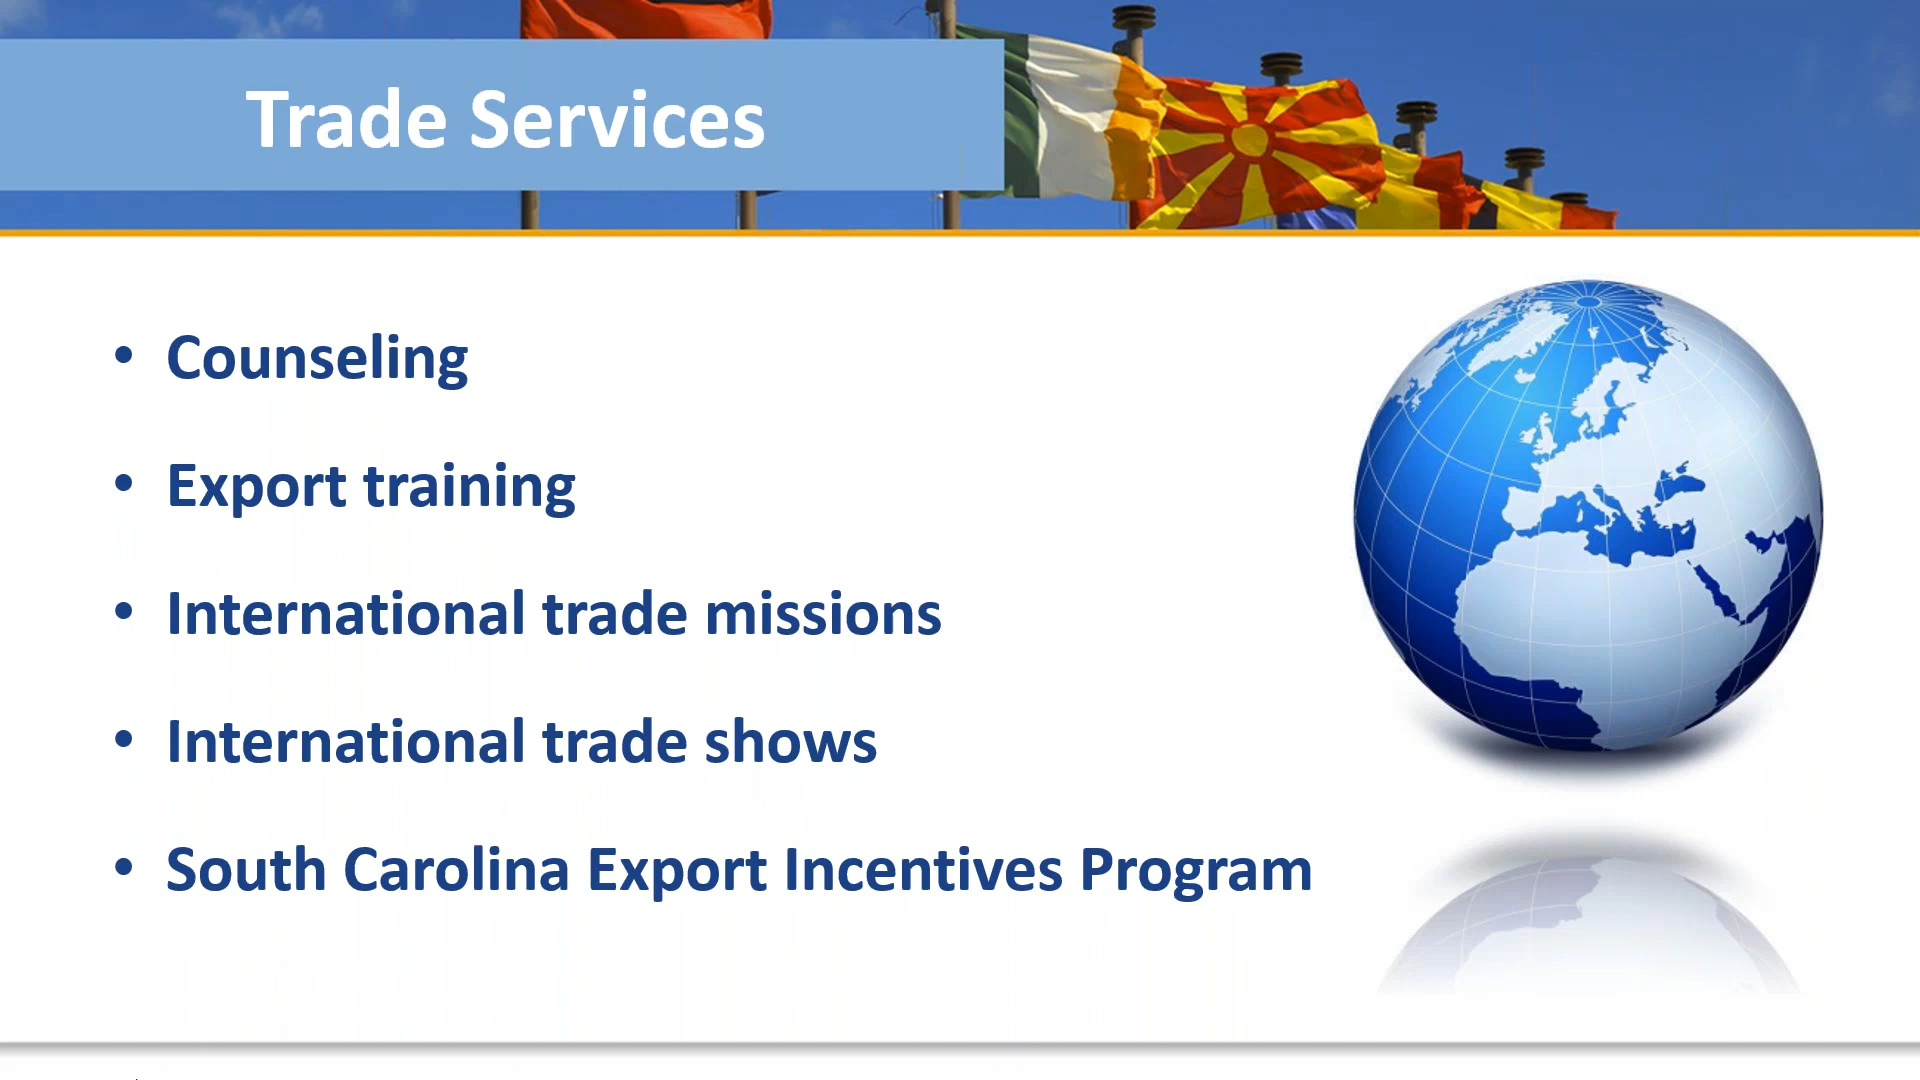 Trade Services
• Counseling
• Export training
• International trade missions
• International trade shows
• South Carolina Export Incentives Program